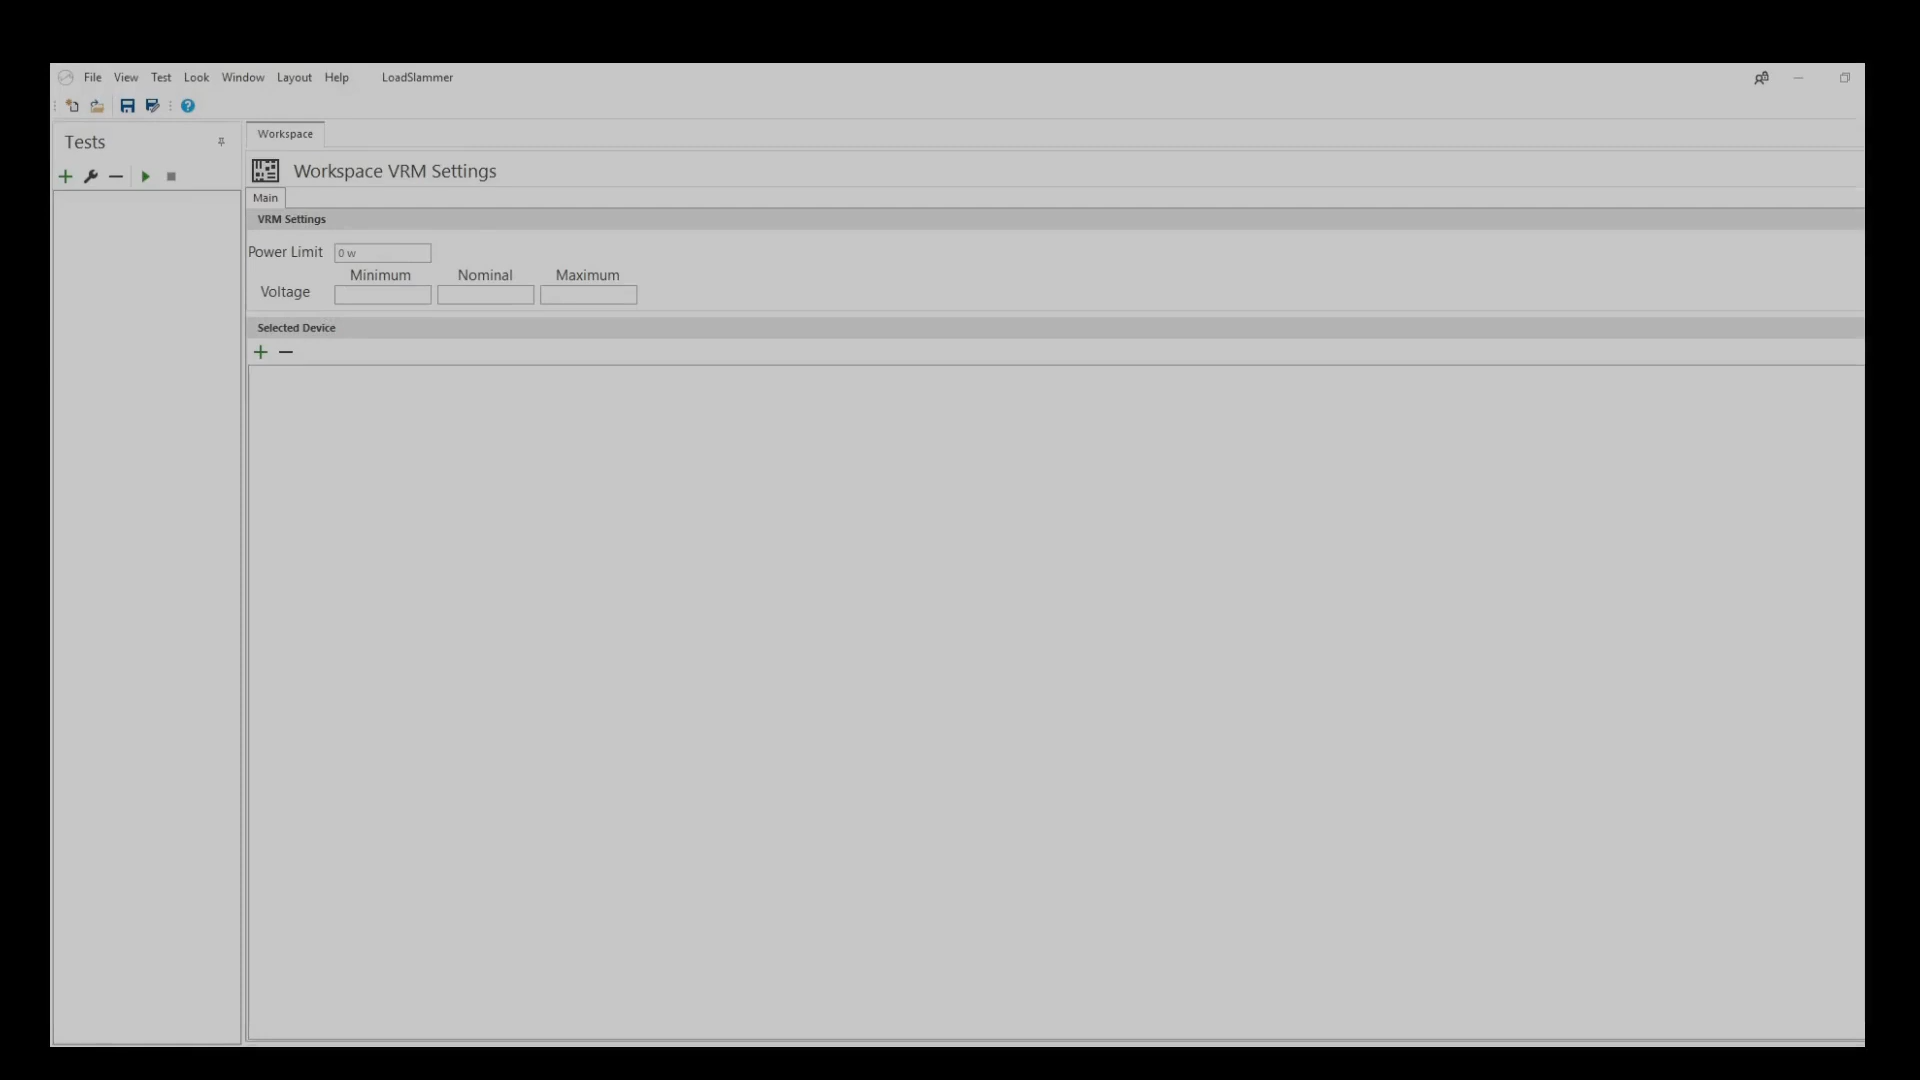 File View Test Look Window Layout Help LoadSlammer
?
Tests
Workspace
Workspace VRM Settings
Main
VRM Settings
Power Limit 0 w
Minimum Nominal Maximum
Voltage
Selected Device